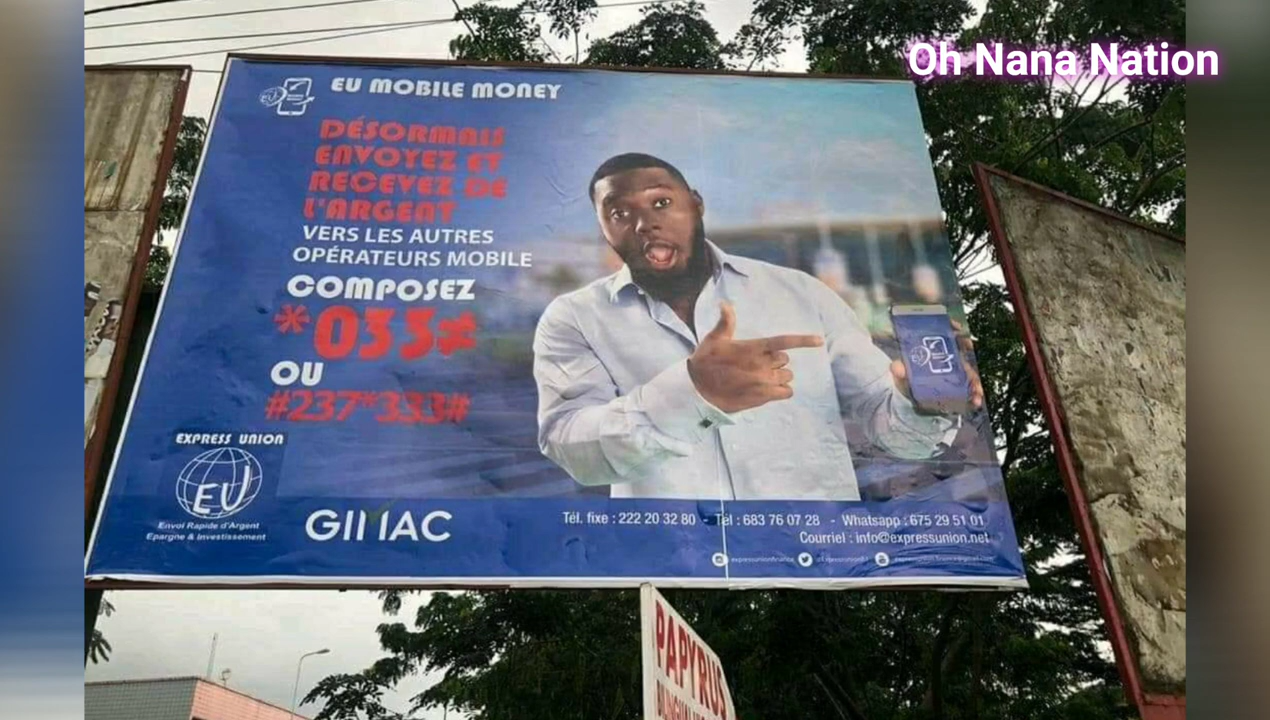 Oh Nana Nation
EU MOBILE MONEY
DÉSORMAIS
ENVOYEZ ET
RECEVEZ DE
L'ARGENT
VERS LES AUTRES
OPÉRATEURS MOBILE
COMPOSEZ
*033#
OU
#237*333#
EXPRESS UNION
EU
Envoi Rapide d'Argent
Epargne & Investissement
GIMAC
Tél. fixe : 222 20 32 80 - Tél : 683 76 07 28 - Whatsapp : 675 29 51 01
Courriel : info@expressunion.net
expressunionfinance
PAPYRUS